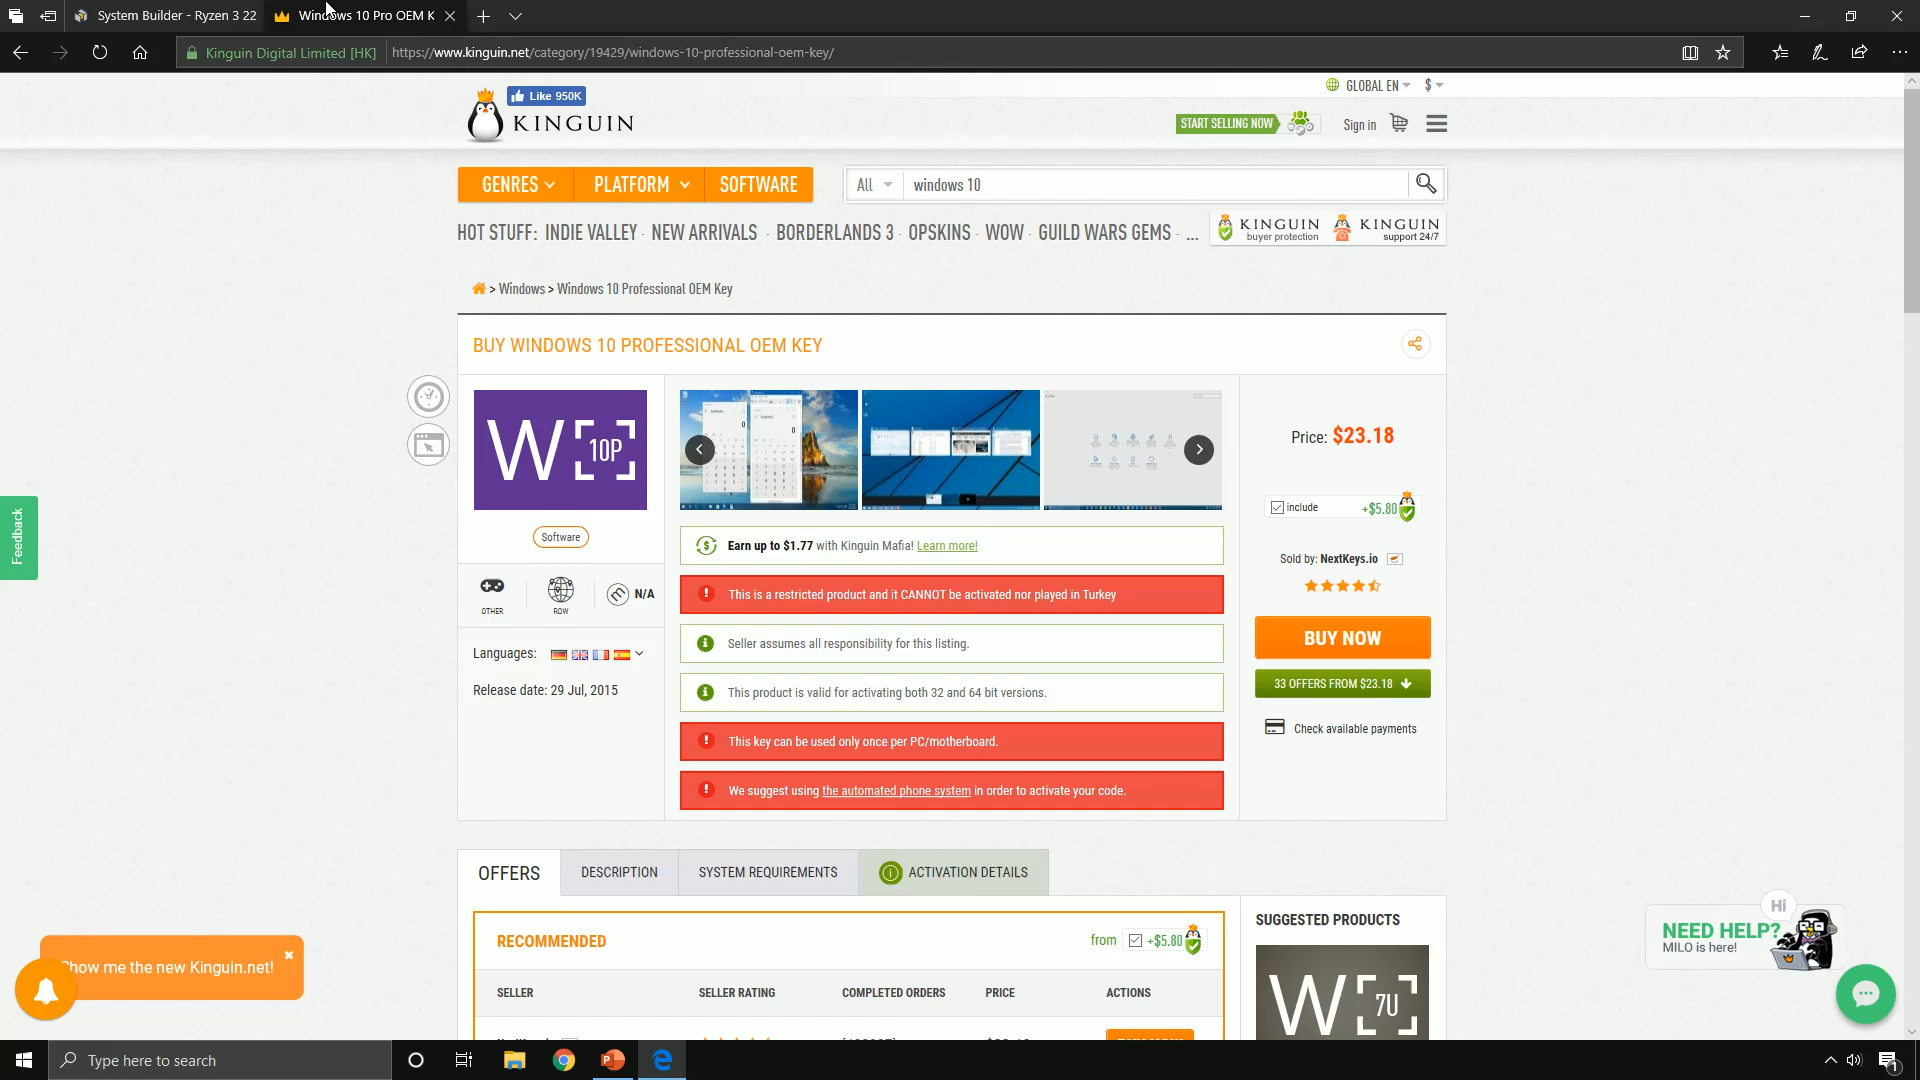 System Builder - Ryzen 3 22
Windows 10 Pro OEM K
Kinguin Digital Limited [HK]
https://www.kinguin.net/category/19429/windows-10-professional-oem-key/
GLOBAL EN
$
Like 950K
KINGUIN
START SELLING NOW
Sign in
GENRES
PLATFORM
SOFTWARE
All
windows 10
HOT STUFF: INDIE VALLEY · NEW ARRIVALS · BORDERLANDS 3 · OPSKINS · WOW · GUILD WARS GEMS · ...
KINGUIN
buyer protection
KINGUIN
support 24/7
> Windows > Windows 10 Professional OEM Key
BUY WINDOWS 10 PROFESSIONAL OEM KEY
W [10P]
Software
OTHER
ROW
N/A
Languages:
Release date: 29 Jul, 2015
Earn up to $1.77 with Kinguin Mafia! Learn more!
This is a restricted product and it CANNOT be activated nor played in Turkey
Seller assumes all responsibility for this listing.
This product is valid for activating both 32 and 64 bit versions.
This key can be used only once per PC/motherboard.
We suggest using the automated phone system in order to activate your code.
Price: $23.18
include
+$5.80
Sold by: NextKeys.io
BUY NOW
33 OFFERS FROM $23.18
Check available payments
Feedback
OFFERS
DESCRIPTION
SYSTEM REQUIREMENTS
ACTIVATION DETAILS
RECOMMENDED
from
+$5.80
SELLER
SELLER RATING
COMPLETED ORDERS
PRICE
ACTIONS
SUGGESTED PRODUCTS
W [7U]
Show me the new Kinguin.net!
Hi
NEED HELP?
MILO is here!
Type here to search
1